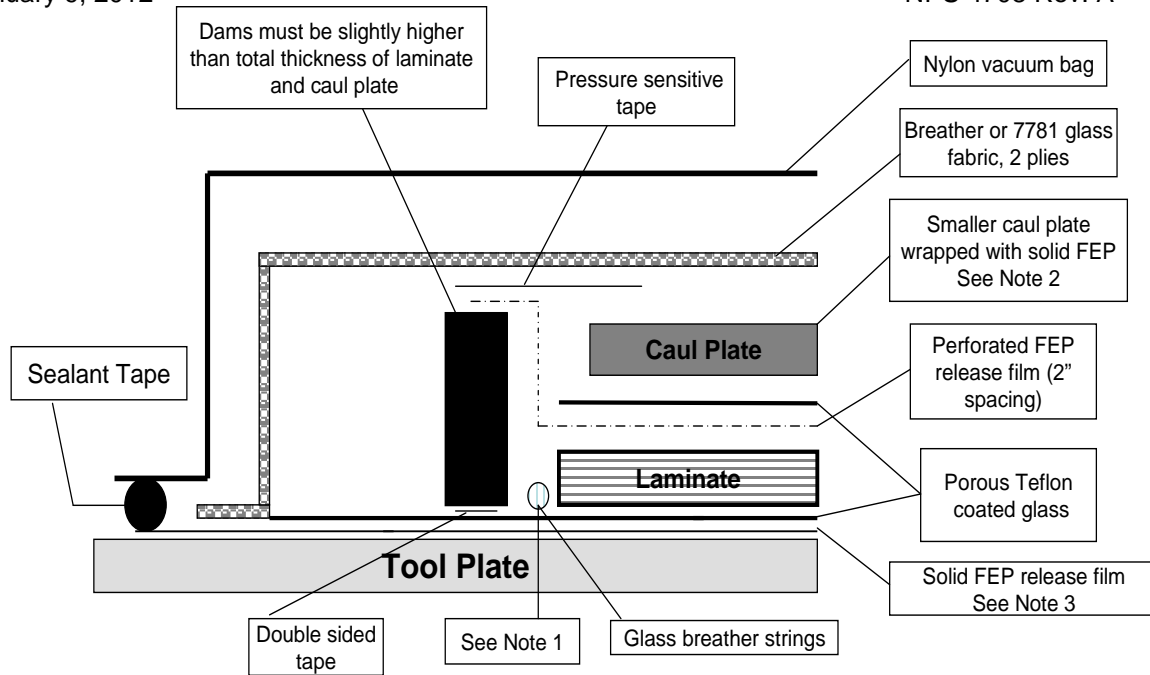 Dams must be slightly higher
than total thickness of laminate
and caul plate
Pressure sensitive
tape
Nylon vacuum bag
Breather or 7781 glass
fabric, 2 plies
Smaller caul plate
wrapped with solid FEP
See Note 2
Caul Plate
Perforated FEP
release film (2”
spacing)
Sealant Tape
Laminate
Porous Teflon
coated glass
Tool Plate
Solid FEP release film
See Note 3
Double sided
tape
See Note 1
Glass breather strings